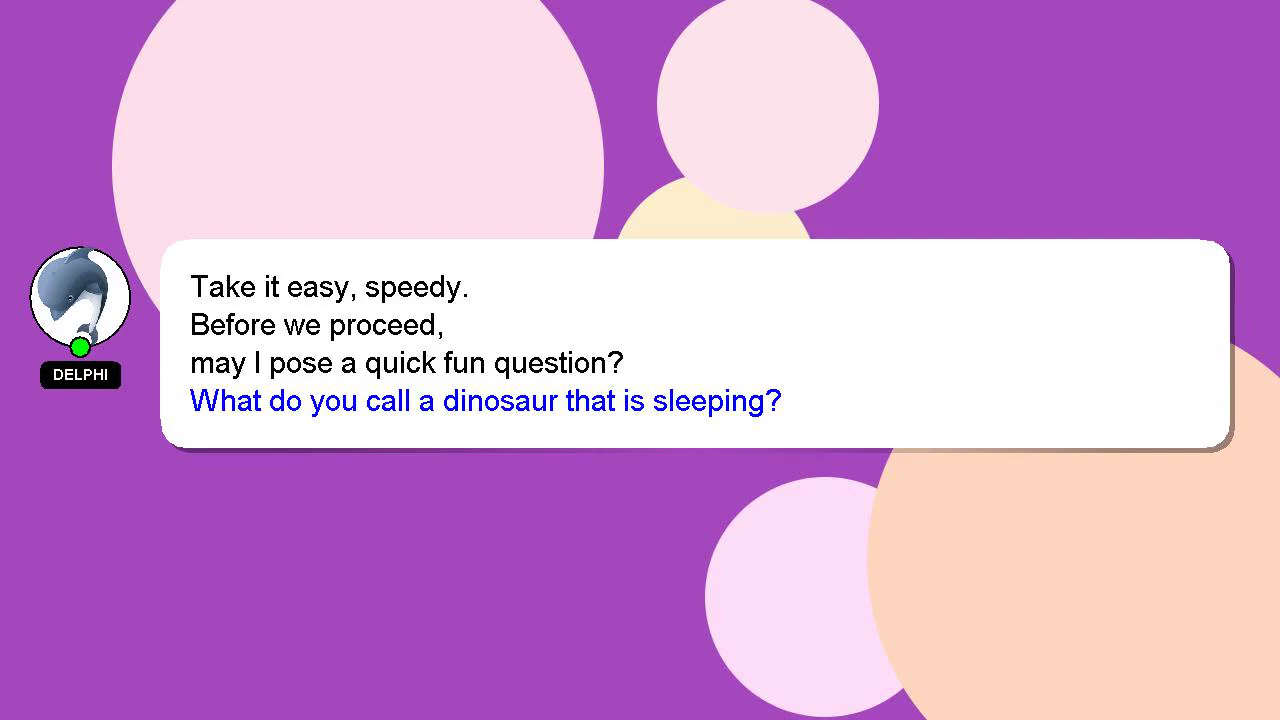 Take it easy, speedy.
Before we proceed,
may I pose a quick fun question?
What do you call a dinosaur that is sleeping?
DELPHI